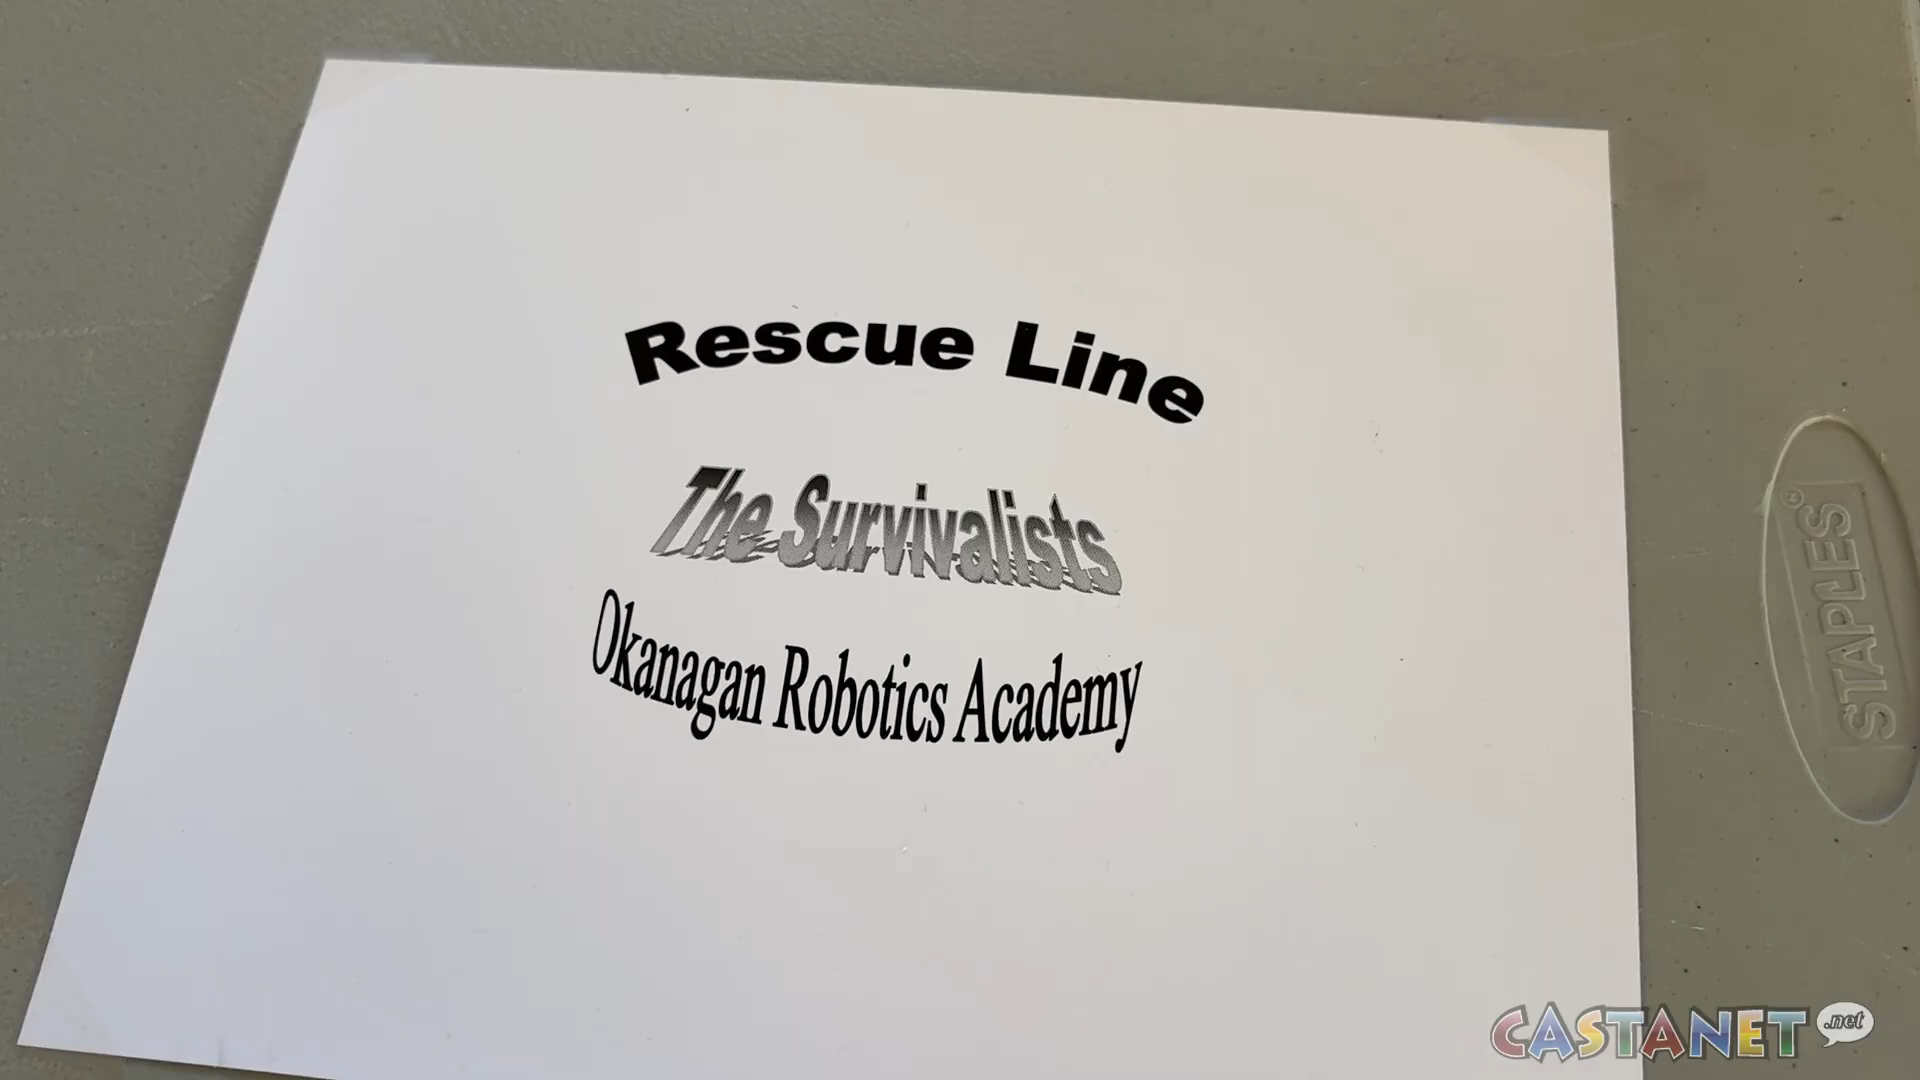 Rescue Line
The Survivalists
Okanagan Robotics Academy
STAPLES®
CASTANET.net